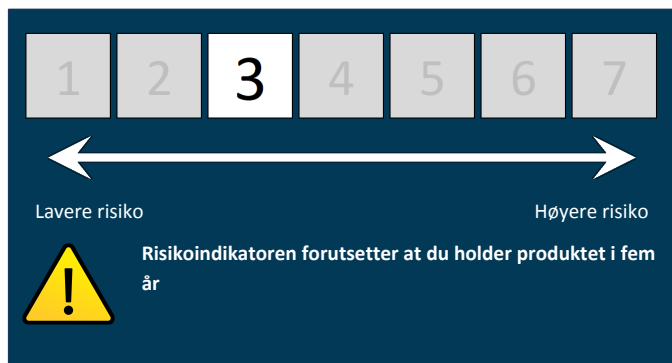 1 2 3 4 5 6 7
Lavere risiko Høyere risiko
Risikoindikatoren forutsetter at du holder produktet i fem
år